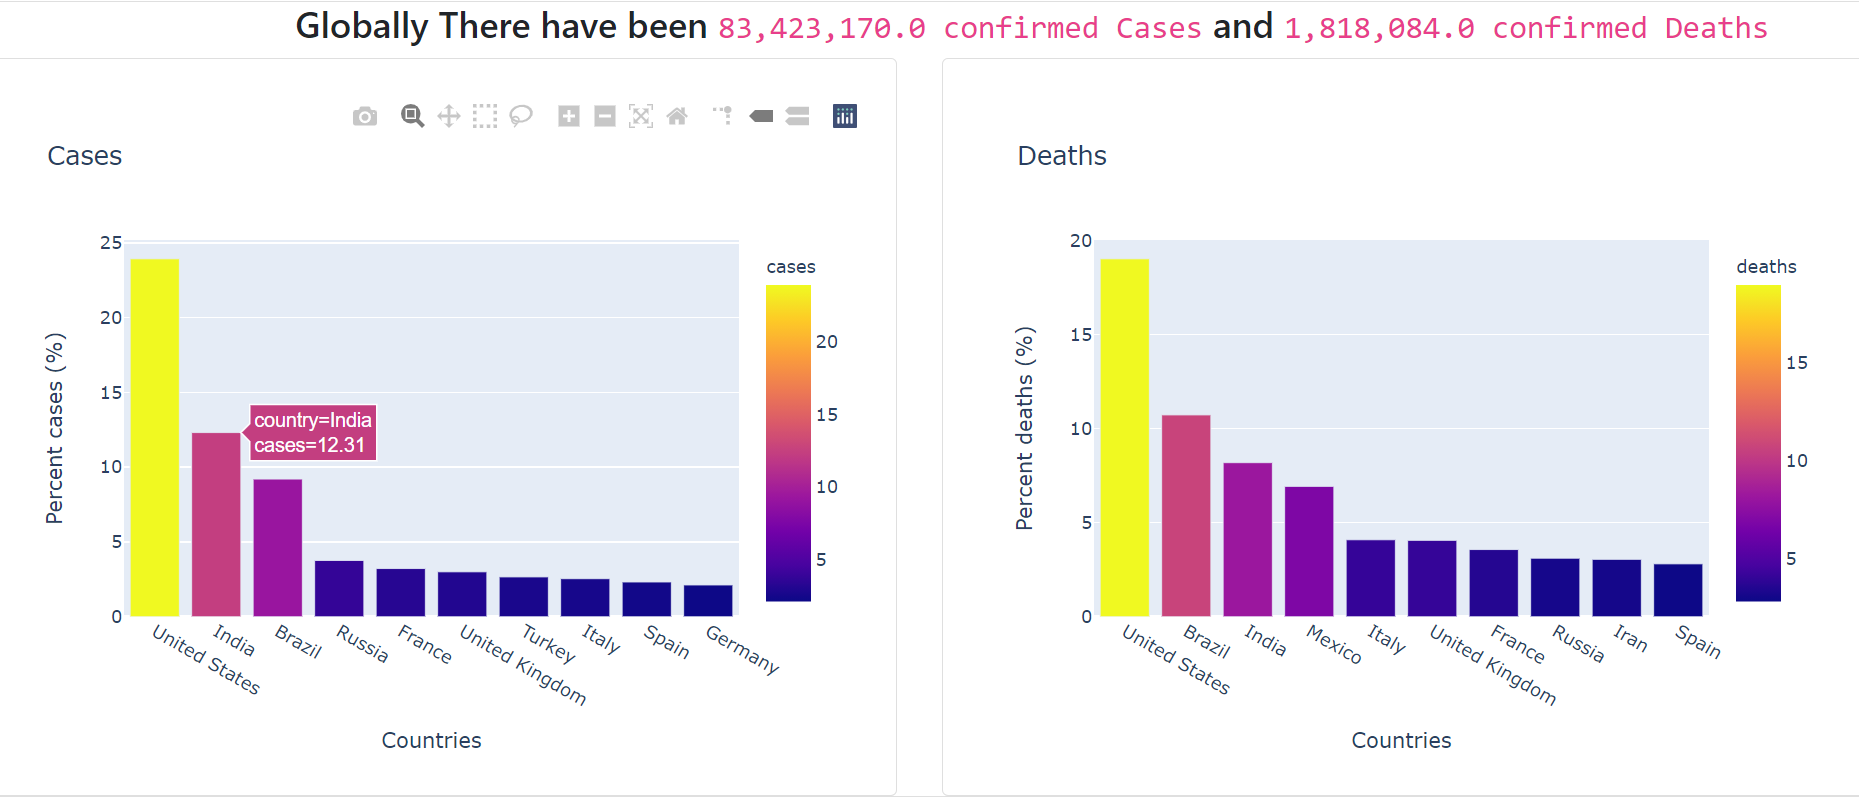 Globally There have been 83,423,170.0 confirmed Cases and 1,818,084.0 confirmed Deaths
Cases
25
20
15
10
5
0
Percent cases (%)
country=India
cases=12.31
United States
India
Brazil
Russia
France
United Kingdom
Turkey
Italy
Spain
Germany
Countries
cases
20
15
10
5
Deaths
20
15
10
5
0
Percent deaths (%)
United States
Brazil
India
Mexico
Italy
United Kingdom
France
Russia
Iran
Spain
Countries
deaths
15
10
5